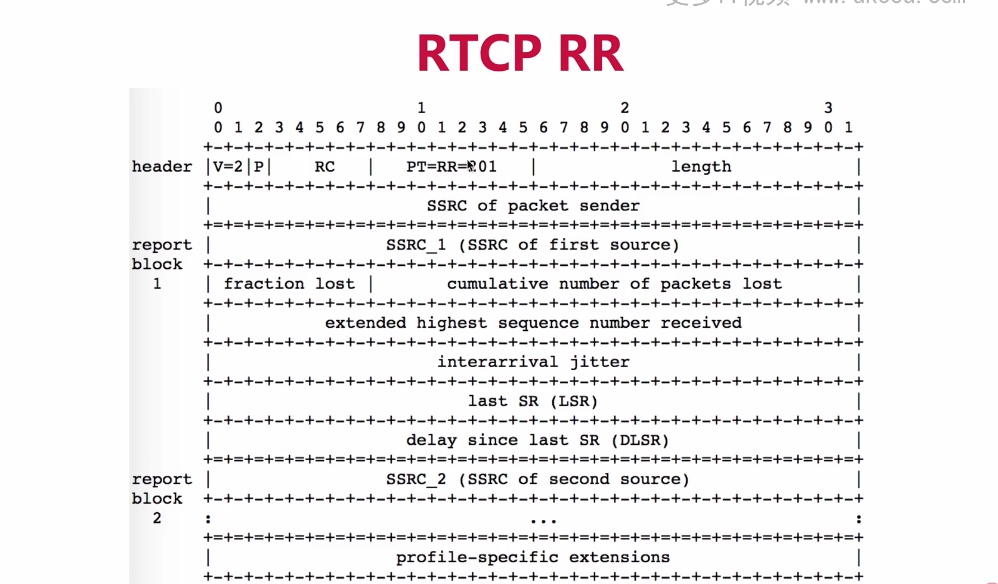 RTCP RR
0 1 2 3
0 1 2 3 4 5 6 7 8 9 0 1 2 3 4 5 6 7 8 9 0 1 2 3 4 5 6 7 8 9 0 1
+-+-+-+-+-+-+-+-+-+-+-+-+-+-+-+-+-+-+-+-+-+-+-+-+-+-+-+-+-+-+-+-+
header |V=2|P| RC | PT=RR=201 | length |
+-+-+-+-+-+-+-+-+-+-+-+-+-+-+-+-+-+-+-+-+-+-+-+-+-+-+-+-+-+-+-+-+
| SSRC of packet sender |
+=+=+=+=+=+=+=+=+=+=+=+=+=+=+=+=+=+=+=+=+=+=+=+=+=+=+=+=+=+=+=+=+
report | SSRC_1 (SSRC of first source) |
block +-+-+-+-+-+-+-+-+-+-+-+-+-+-+-+-+-+-+-+-+-+-+-+-+-+-+-+-+-+-+-+-+
1 | fraction lost | cumulative number of packets lost |
+-+-+-+-+-+-+-+-+-+-+-+-+-+-+-+-+-+-+-+-+-+-+-+-+-+-+-+-+-+-+-+-+
| extended highest sequence number received |
+-+-+-+-+-+-+-+-+-+-+-+-+-+-+-+-+-+-+-+-+-+-+-+-+-+-+-+-+-+-+-+-+
| interarrival jitter |
+-+-+-+-+-+-+-+-+-+-+-+-+-+-+-+-+-+-+-+-+-+-+-+-+-+-+-+-+-+-+-+-+
| last SR (LSR) |
+-+-+-+-+-+-+-+-+-+-+-+-+-+-+-+-+-+-+-+-+-+-+-+-+-+-+-+-+-+-+-+-+
| delay since last SR (DLSR) |
+=+=+=+=+=+=+=+=+=+=+=+=+=+=+=+=+=+=+=+=+=+=+=+=+=+=+=+=+=+=+=+=+
report | SSRC_2 (SSRC of second source) |
block +-+-+-+-+-+-+-+-+-+-+-+-+-+-+-+-+-+-+-+-+-+-+-+-+-+-+-+-+-+-+-+-+
2 : ... :
+=+=+=+=+=+=+=+=+=+=+=+=+=+=+=+=+=+=+=+=+=+=+=+=+=+=+=+=+=+=+=+=+
| profile-specific extensions |
+-+-+-+-+-+-+-+-+-+-+-+-+-+-+-+-+-+-+-+-+-+-+-+-+-+-+-+-+-+-+-+-+